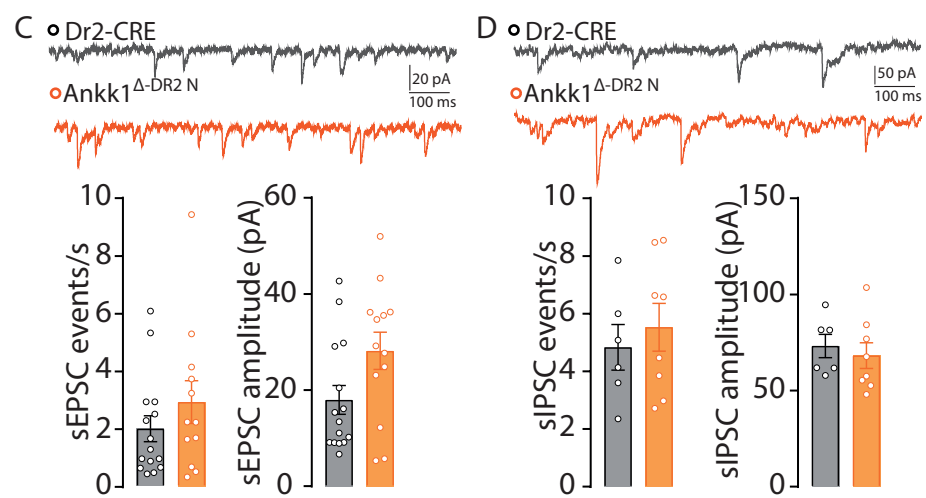 C
Dr2-CRE
20 pA
100 ms
Ankk1Δ-DR2 N
sEPSC events/s
10
8
6
4
2
0
sEPSC amplitude (pA)
60
40
20
0
D
Dr2-CRE
50 pA
100 ms
Ankk1Δ-DR2 N
sIPSC events/s
10
8
6
4
2
0
sIPSC amplitude (pA)
150
100
50
0